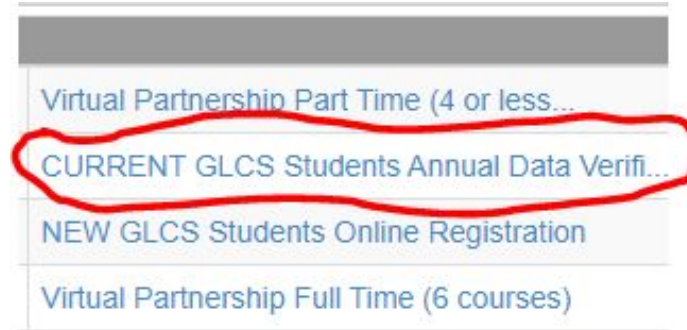 Virtual Partnership Part Time (4 or less...
CURRENT GLCS Students Annual Data Verifi...
NEW GLCS Students Online Registration
Virtual Partnership Full Time (6 courses)